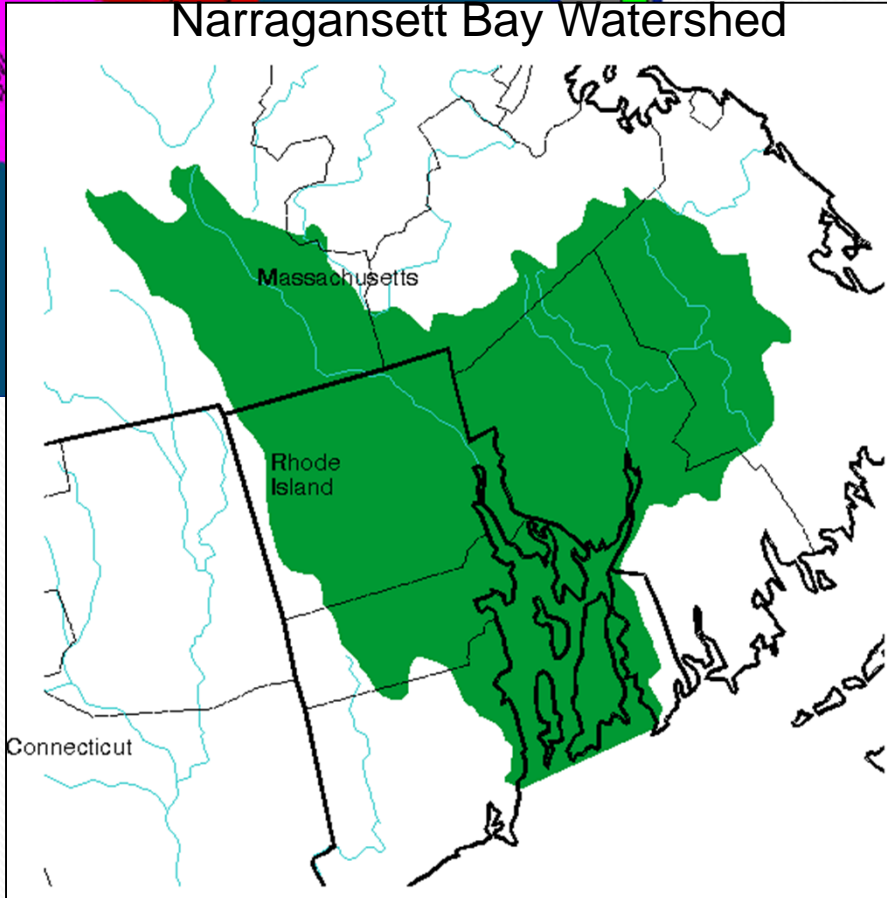 Narragansett Bay Watershed
Massachusetts
Rhode
Island
Connecticut